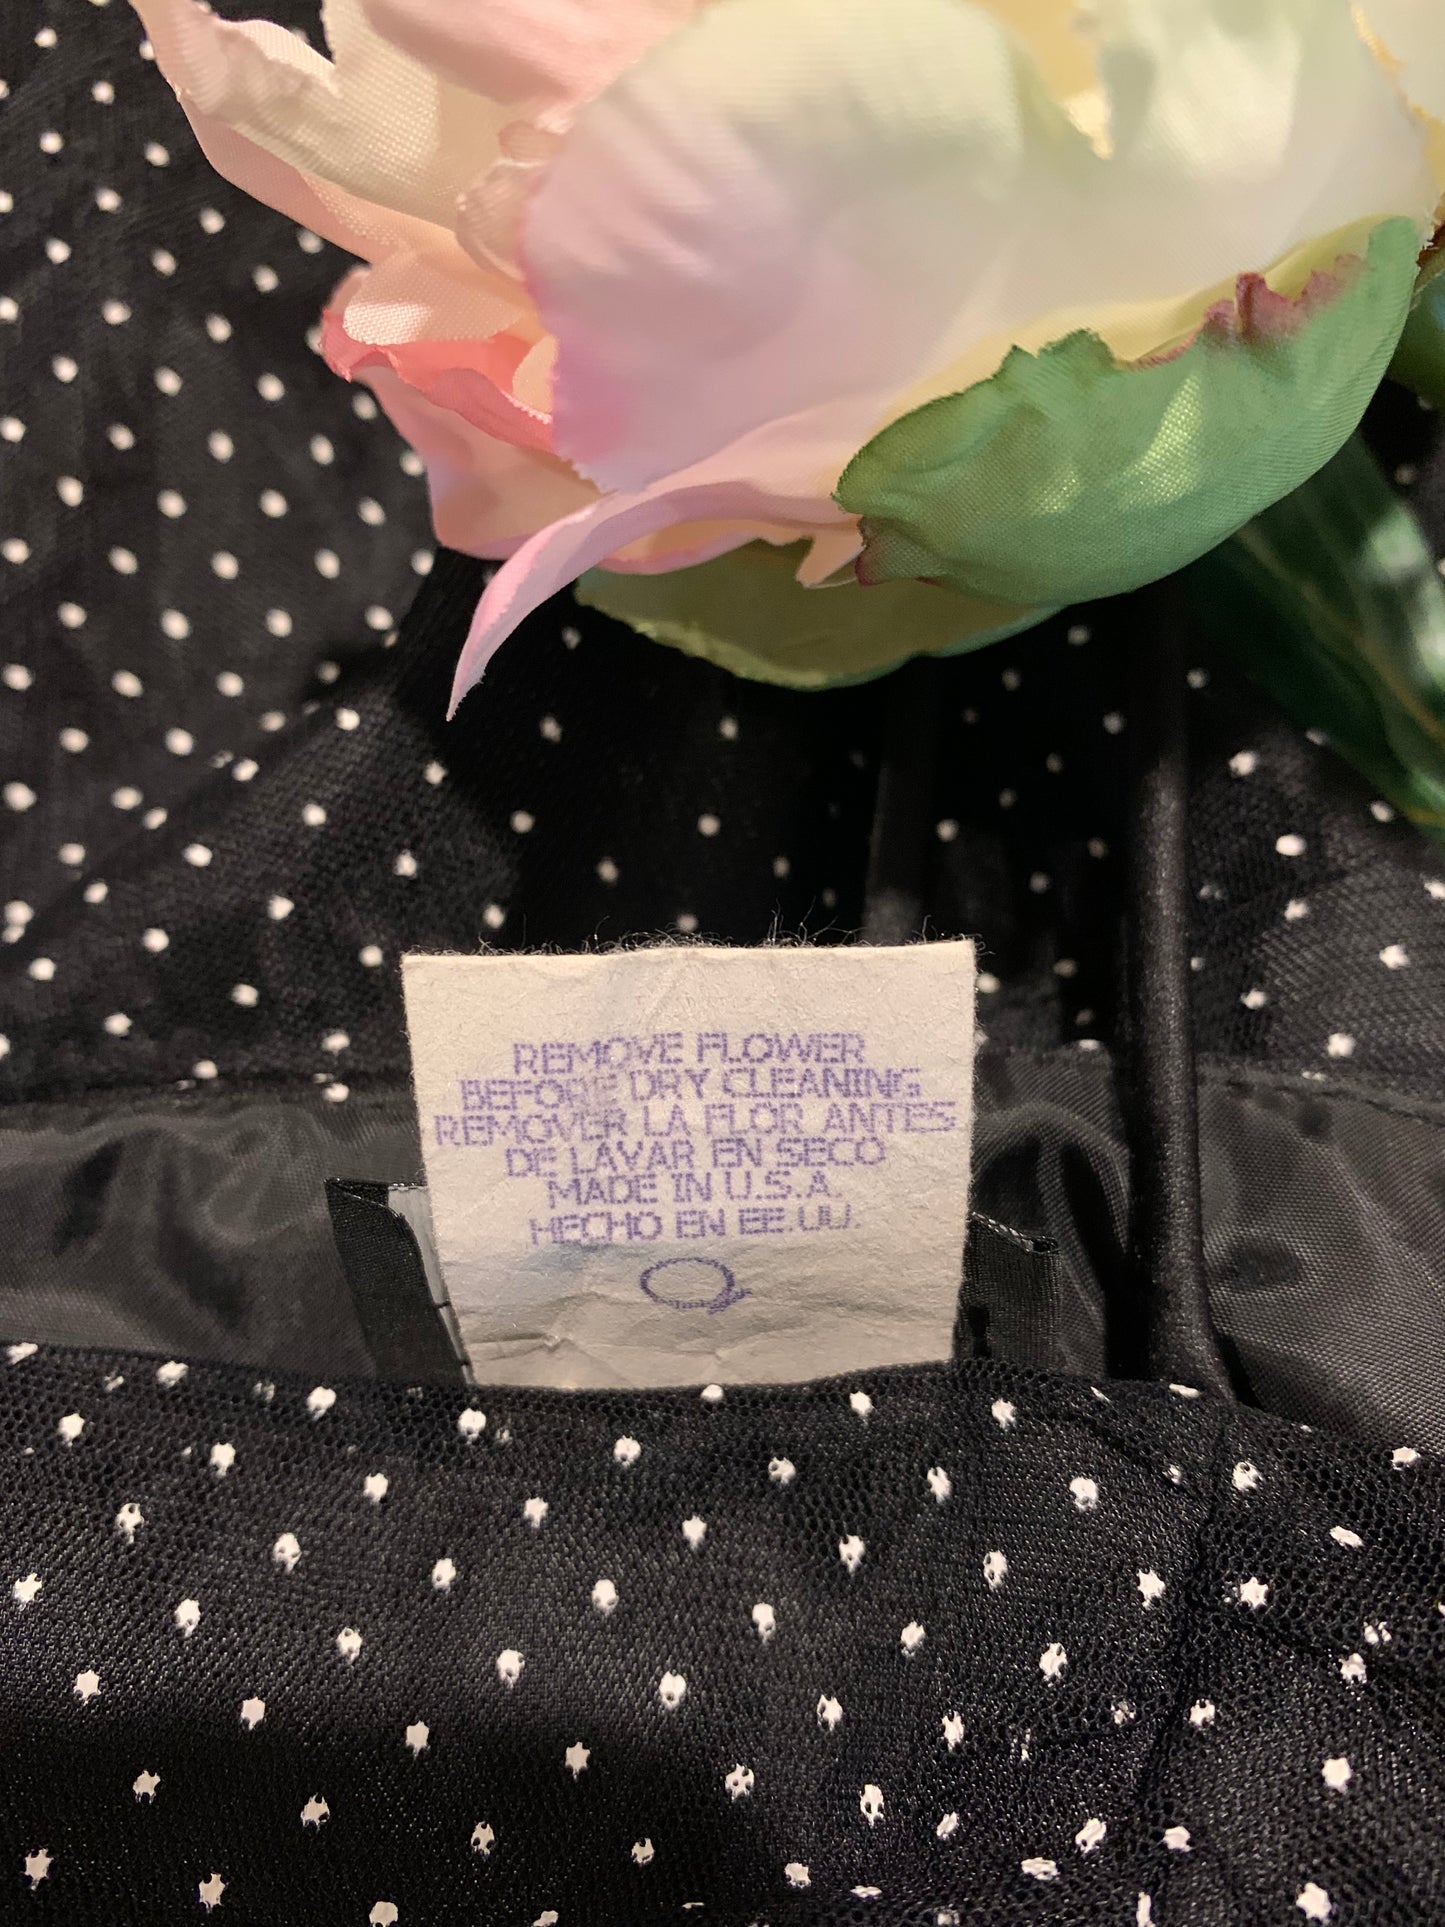 REMOVE FLOWER
BEFORE DRY CLEANING
REMOVER LA FLOR ANTES
DE LAVAR EN SECO
MADE IN U.S.A.
HECHO EN EE.UU.